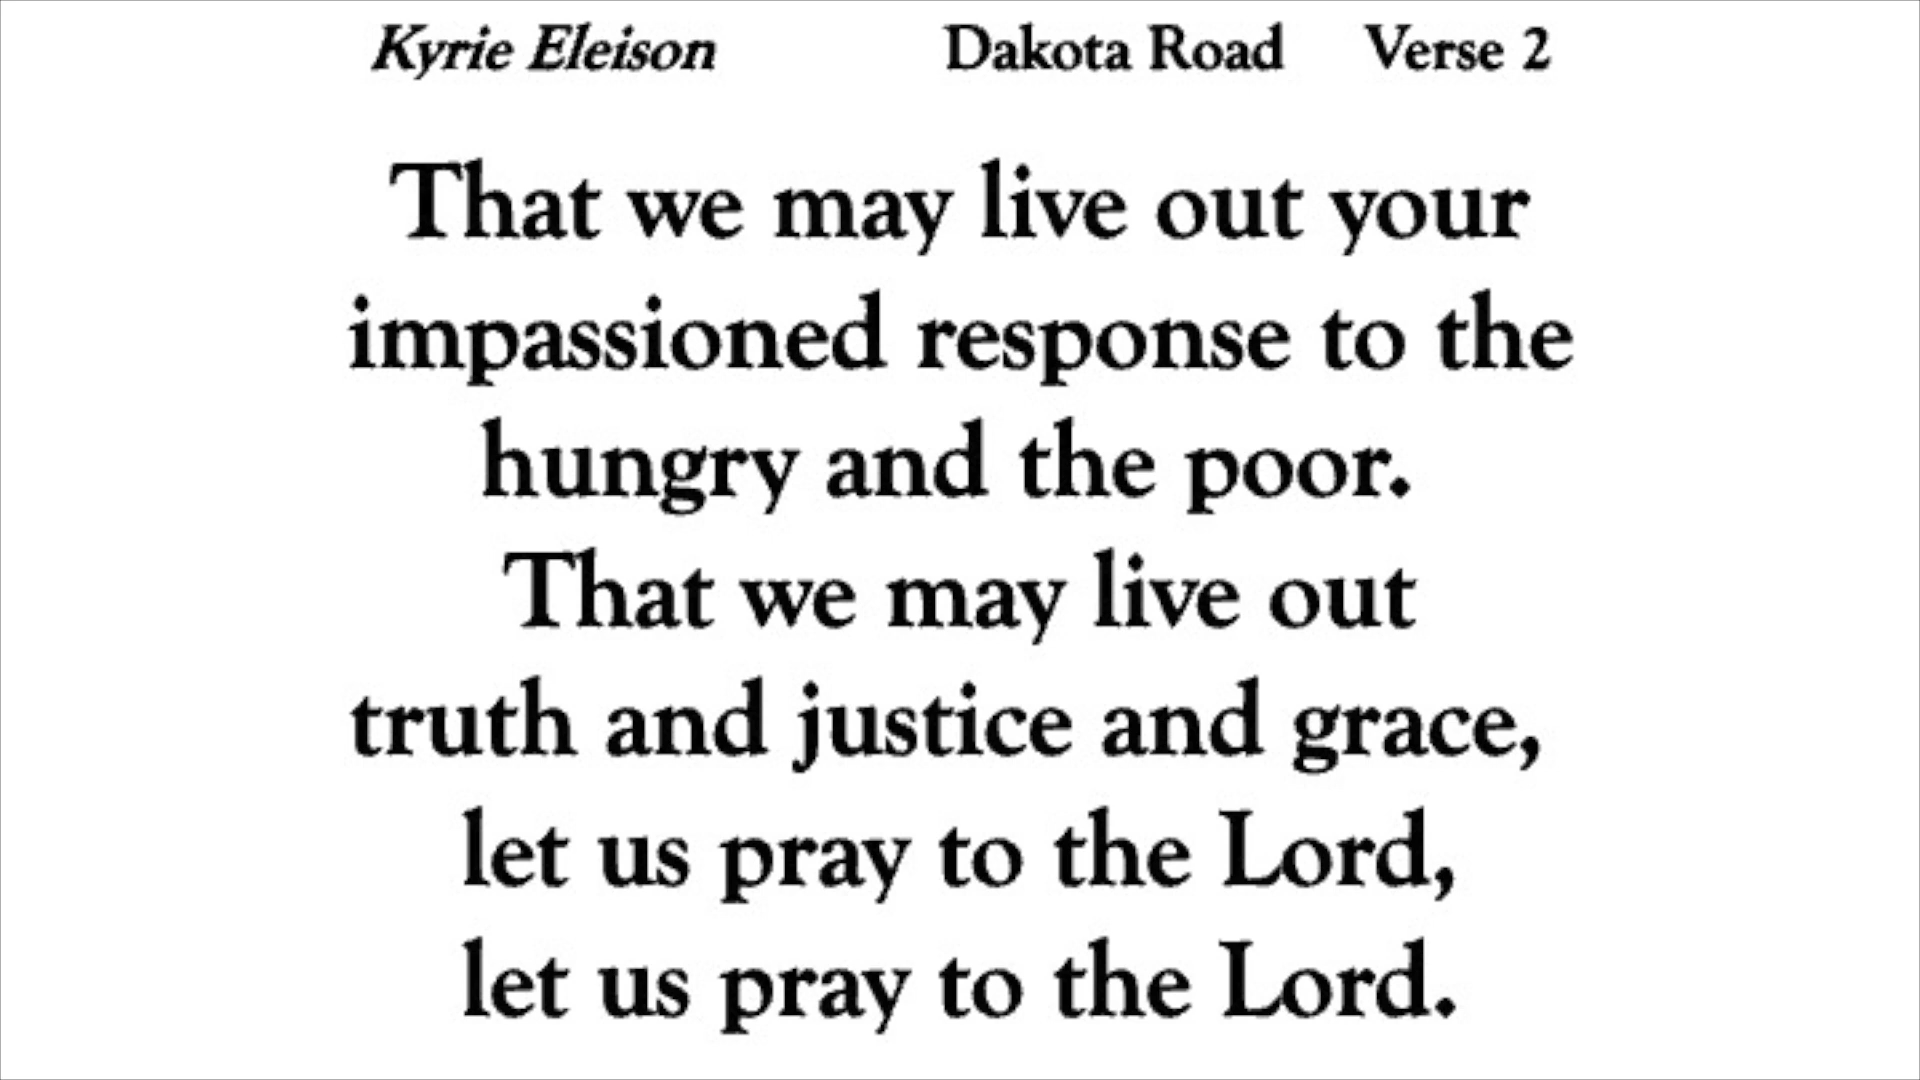 Kyrie Eleison Dakota Road Verse 2
That we may live out your
impassioned response to the
hungry and the poor.
That we may live out
truth and justice and grace,
let us pray to the Lord,
let us pray to the Lord.